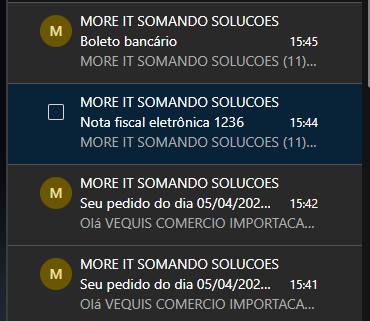 M
MORE IT SOMANDO SOLUCOES
Boleto bancário 15:45
MORE IT SOMANDO SOLUCOES (11)...
MORE IT SOMANDO SOLUCOES
Nota fiscal eletrônica 1236 15:44
MORE IT SOMANDO SOLUCOES (11)...
M
MORE IT SOMANDO SOLUCOES
Seu pedido do dia 05/04/202... 15:42
Olá VEQUIS COMERCIO IMPORTACA...
M
MORE IT SOMANDO SOLUCOES
Seu pedido do dia 05/04/202... 15:41
Olá VEQUIS COMERCIO IMPORTACA...